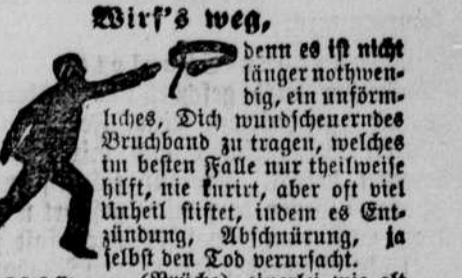 Wirf's weg,
denn es ist nicht
länger nothwen-
dig, ein unförm-
liches, Dich wundscheuerndes
Bruchband zu tragen, welches
im besten Falle nur theilweise
hilft, nie kurirt, aber oft viel
Unheil stiftet, indem es Ent-
zündung, Abschnürung, ja
selbst den Tod verursacht.